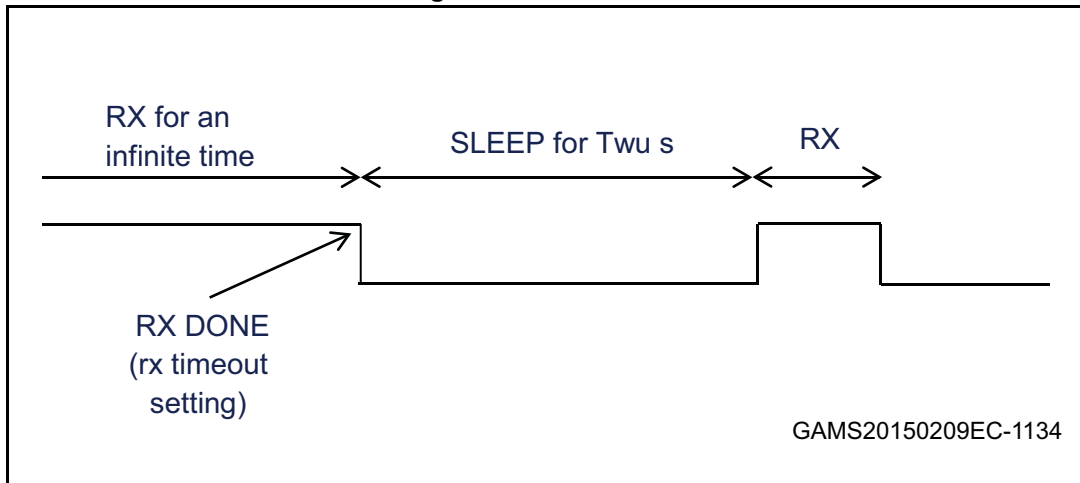 RX for an
infinite time
SLEEP for Twu s
RX
RX DONE
(rx timeout
setting)
GAMS20150209EC-1134